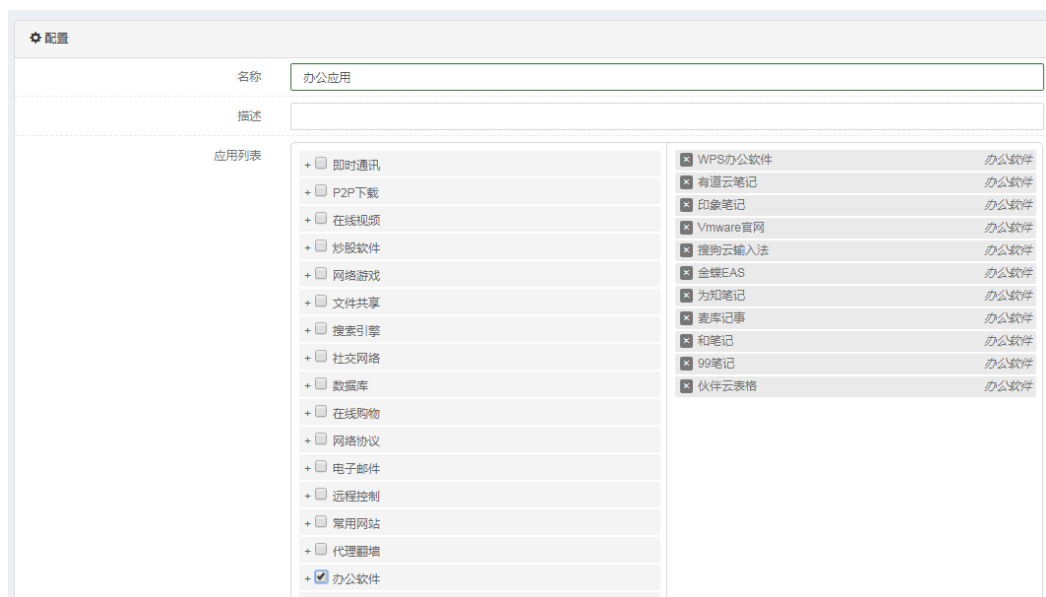 配置
名称
办公应用
描述
应用列表
+ 即时通讯
+ P2P下载
+ 在线视频
+ 炒股软件
+ 网络游戏
+ 文件共享
+ 搜索引擎
+ 社交网络
+ 数据库
+ 在线购物
+ 网络协议
+ 电子邮件
+ 远程控制
+ 常用网站
+ 代理翻墙
+ 办公软件
WPS办公软件 办公软件
有道云笔记 办公软件
印象笔记 办公软件
Vmware官网 办公软件
搜狗云输入法 办公软件
金蝶EAS 办公软件
为知笔记 办公软件
麦库记事 办公软件
和笔记 办公软件
99笔记 办公软件
伙伴云表格 办公软件